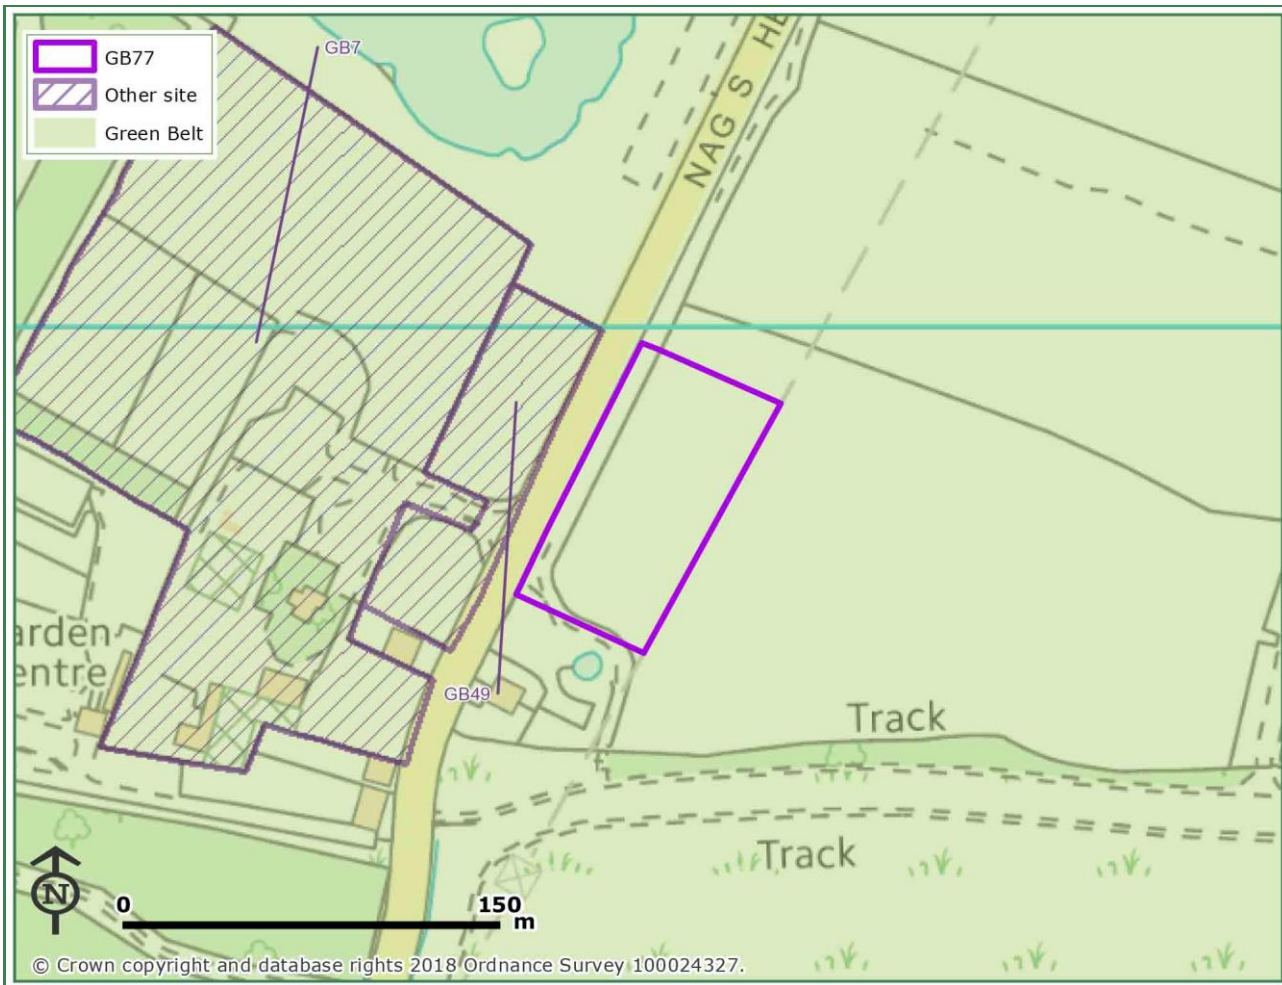 GB77
Other site
Green Belt
GB7
NAG S HE
arden
entre
GB49
Track
Track
N
0 150
m
© Crown copyright and database rights 2018 Ordnance Survey 100024327.